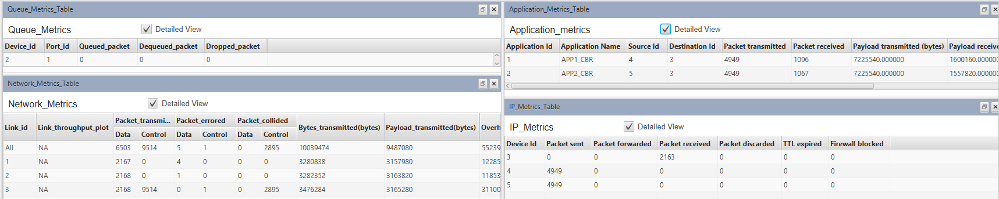 Queue_Metrics_Table
Queue_Metrics Detailed View
Device_id Port_id Queued_packet Dequeued_packet Dropped_packet
2 1 0 0 0
Network_Metrics_Table
Network_Metrics Detailed View
Link_id Link_throughput_plot Packet_transmi... Packet_errored Packet_collided Bytes_transmitted(bytes) Payload_transmitted(bytes) Overh
Data Control Data Control Data Control
All NA 6503 9514 5 1 0 2895 10039474 9487080 55239
1 NA 2167 0 4 0 0 0 3280838 3157980 12285
2 NA 2168 0 1 0 0 0 3282352 3163820 11853
3 NA 2168 9514 0 1 0 2895 3476284 3165280 31100
Application_Metrics_Table
Application_metrics Detailed View
Application Id Application Name Source Id Destination Id Packet transmitted Packet received Payload transmitted (bytes) Payload receive
1 APP1_CBR 4 3 4949 1096 7225540.000000 1600160.00000
2 APP2_CBR 5 3 4949 1067 7225540.000000 1557820.00000
IP_Metrics_Table
IP_Metrics Detailed View
Device Id Packet sent Packet forwarded Packet received Packet discarded TTL expired Firewall blocked
3 0 0 2163 0 0 0
4 4949 0 0 0 0 0
5 4949 0 0 0 0 0